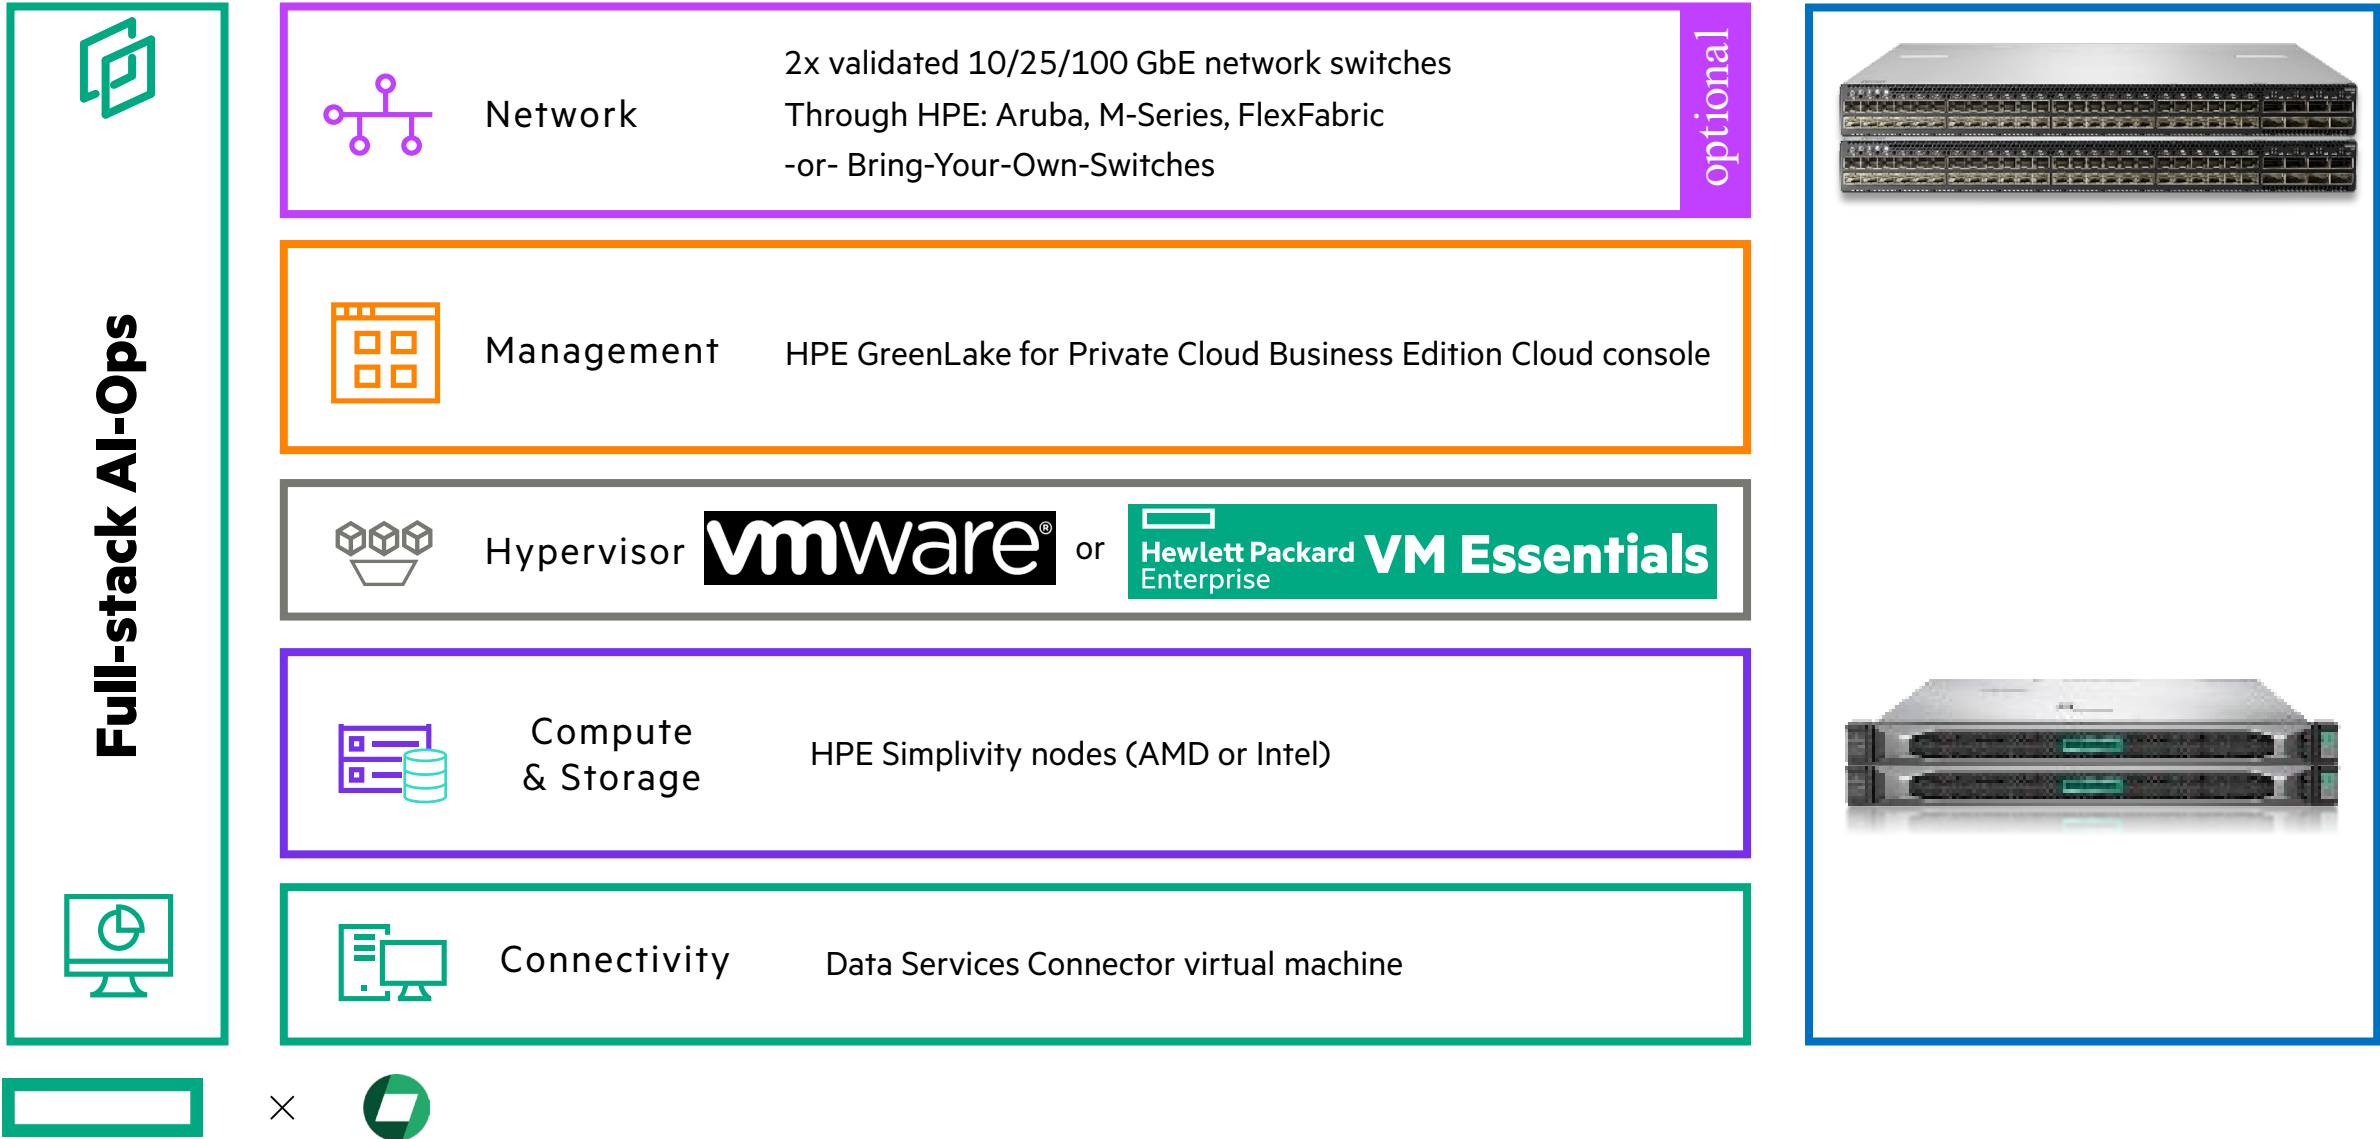 Full-stack AI-Ops
Network
2x validated 10/25/100 GbE network switches
Through HPE: Aruba, M-Series, FlexFabric
-or- Bring-Your-Own-Switches
optional
Management
HPE GreenLake for Private Cloud Business Edition Cloud console
Hypervisor
vmware®
or
Hewlett Packard
Enterprise
VM Essentials
Compute
& Storage
HPE Simplivity nodes (AMD or Intel)
Connectivity
Data Services Connector virtual machine